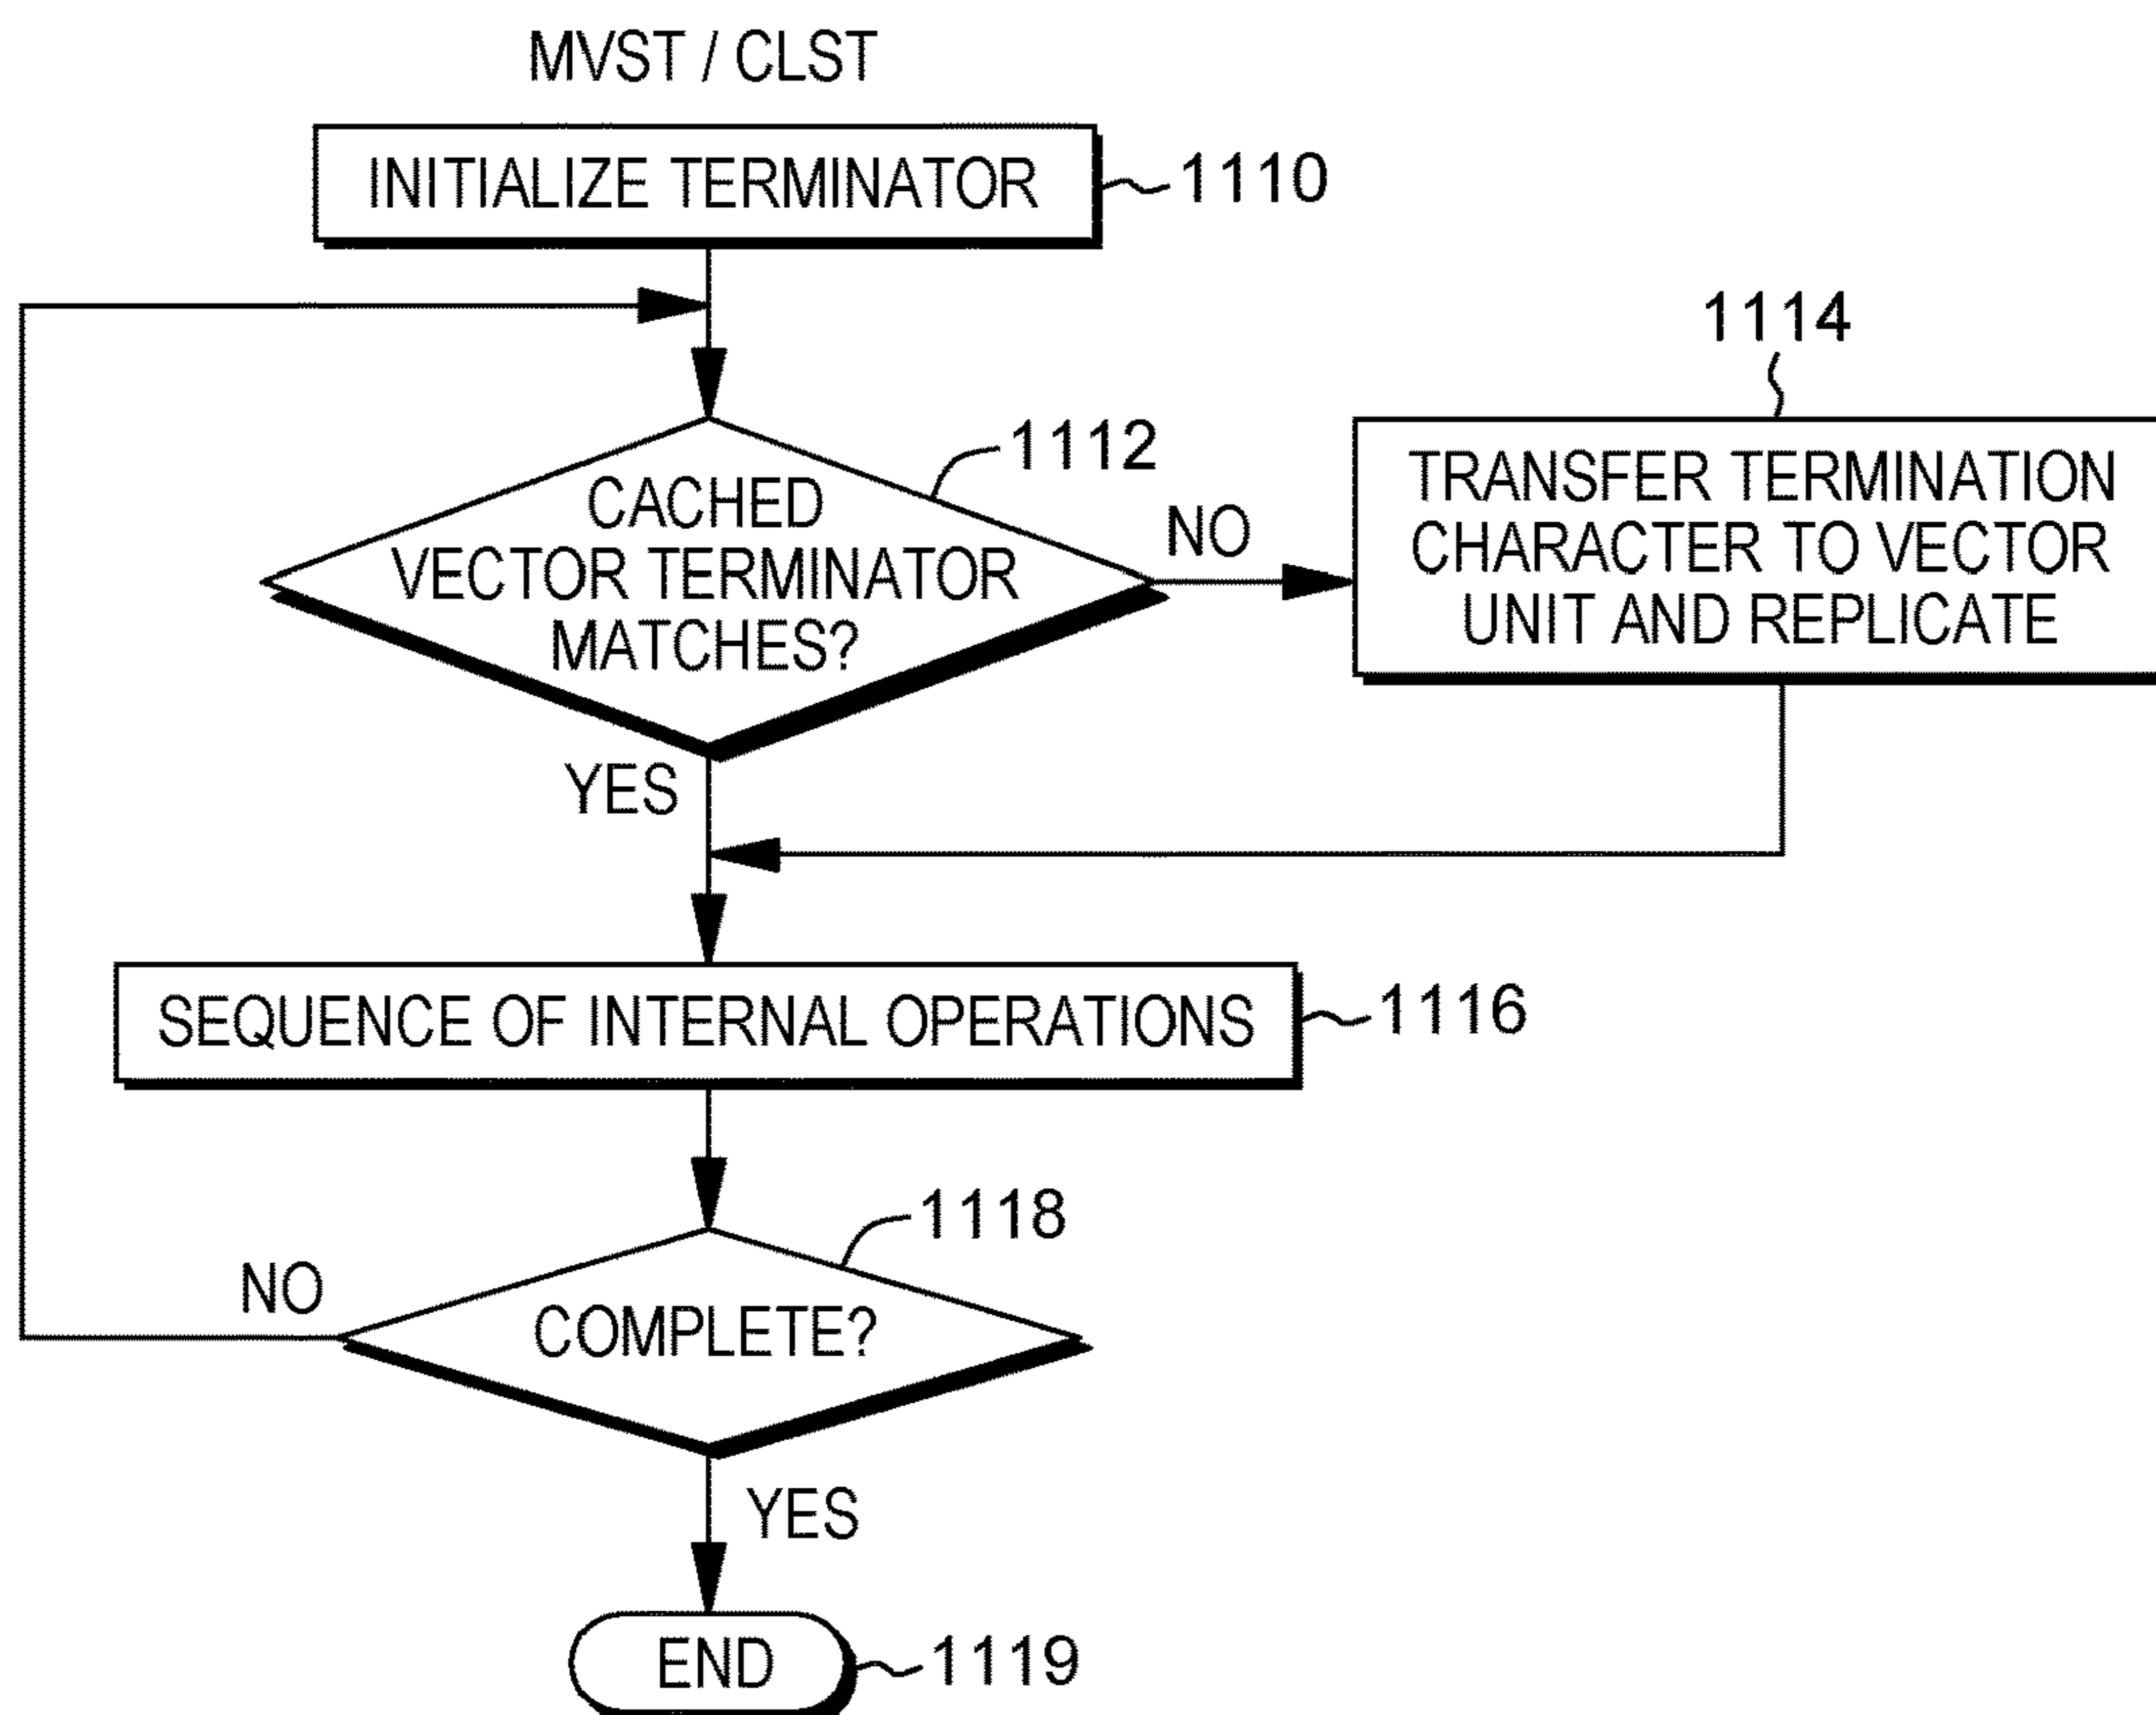 MVST / CLST
INITIALIZE TERMINATOR
1110
1114
1112
CACHED
VECTOR TERMINATOR
MATCHES?
NO
TRANSFER TERMINATION
CHARACTER TO VECTOR
UNIT AND REPLICATE
YES
SEQUENCE OF INTERNAL OPERATIONS
1116
1118
NO
COMPLETE?
YES
END
1119